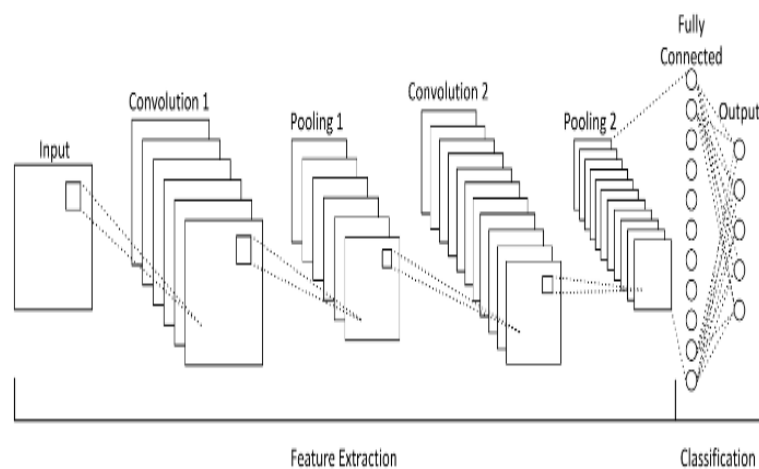 Fully
Connected
Convolution 2
Convolution 1
Output
Pooling 1
Pooling 2
Input
Feature Extraction
Classification